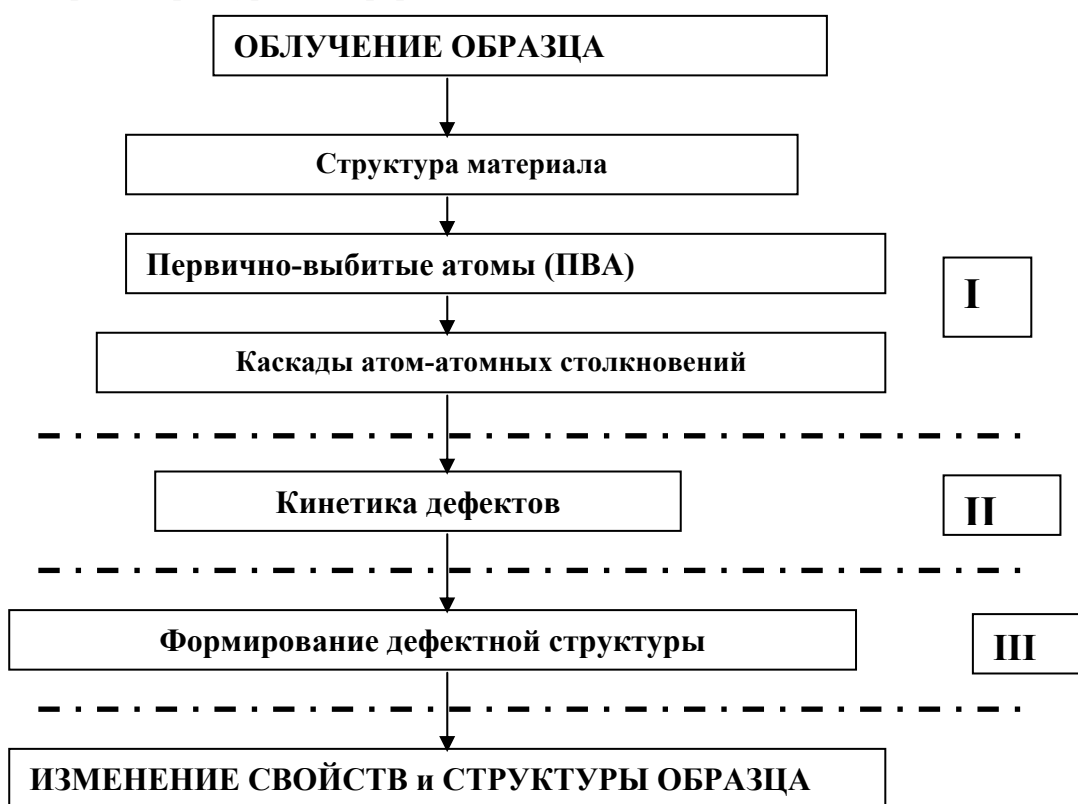 ОБЛУЧЕНИЕ ОБРАЗЦА
Структура материала
Первично-выбитые атомы (ПВА)
I
Каскады атом-атомных столкновений
Кинетика дефектов
II
Формирование дефектной структуры
III
ИЗМЕНЕНИЕ СВОЙСТВ и СТРУКТУРЫ ОБРАЗЦА